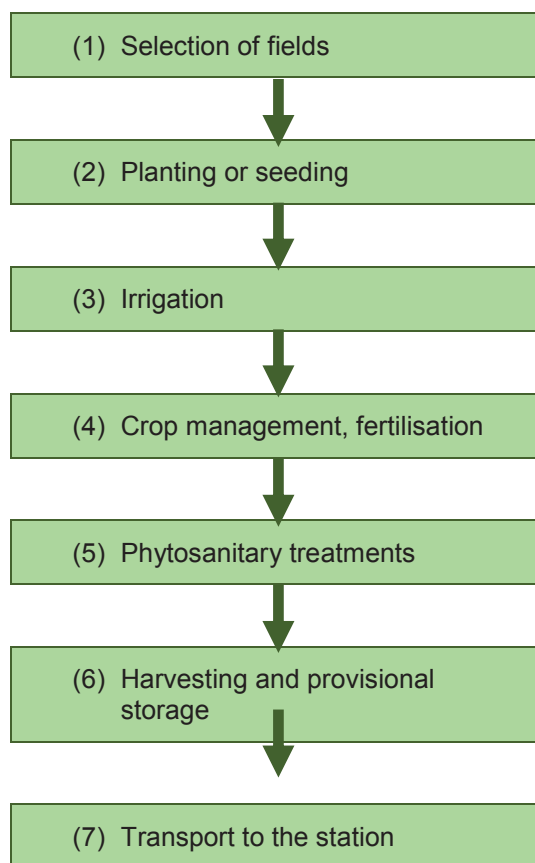 (1) Selection of fields
(2) Planting or seeding
(3) Irrigation
(4) Crop management, fertilisation
(5) Phytosanitary treatments
(6) Harvesting and provisional
storage
(7) Transport to the station